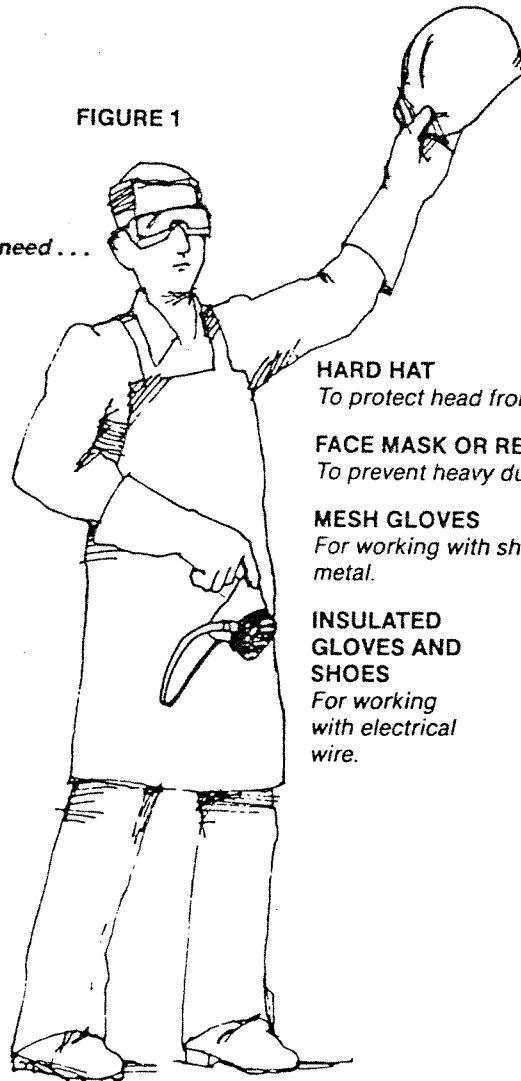 FIGURE 1
need ...
HARD HAT
To protect head from
FACE MASK OR RE
To prevent heavy du
MESH GLOVES
For working with sh
metal.
INSULATED
GLOVES AND
SHOES
For working
with electrical
wire.